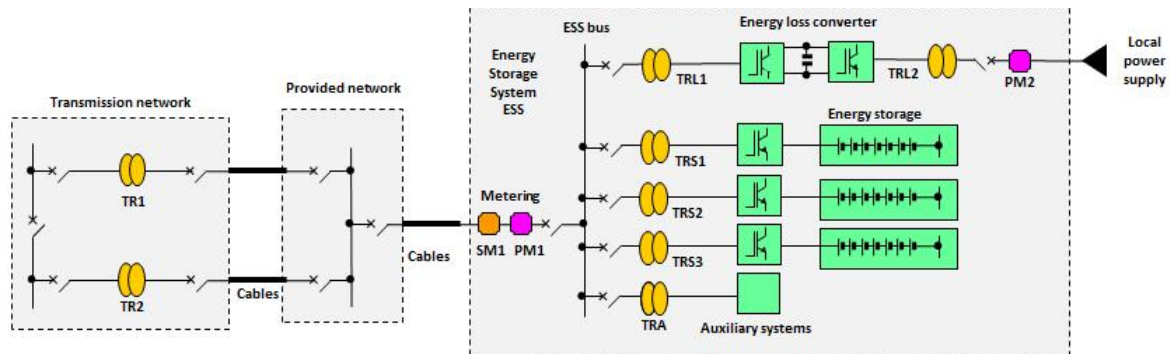 Transmission network
TR1
TR2
Cables
Provided network
Cables
Metering
SM1
PM1
ESS bus
Energy
Storage
System
ESS
Energy loss converter
TRL1
TRL2
PM2
Local
power
supply
Energy storage
TRS1
TRS2
TRS3
TRA
Auxiliary systems